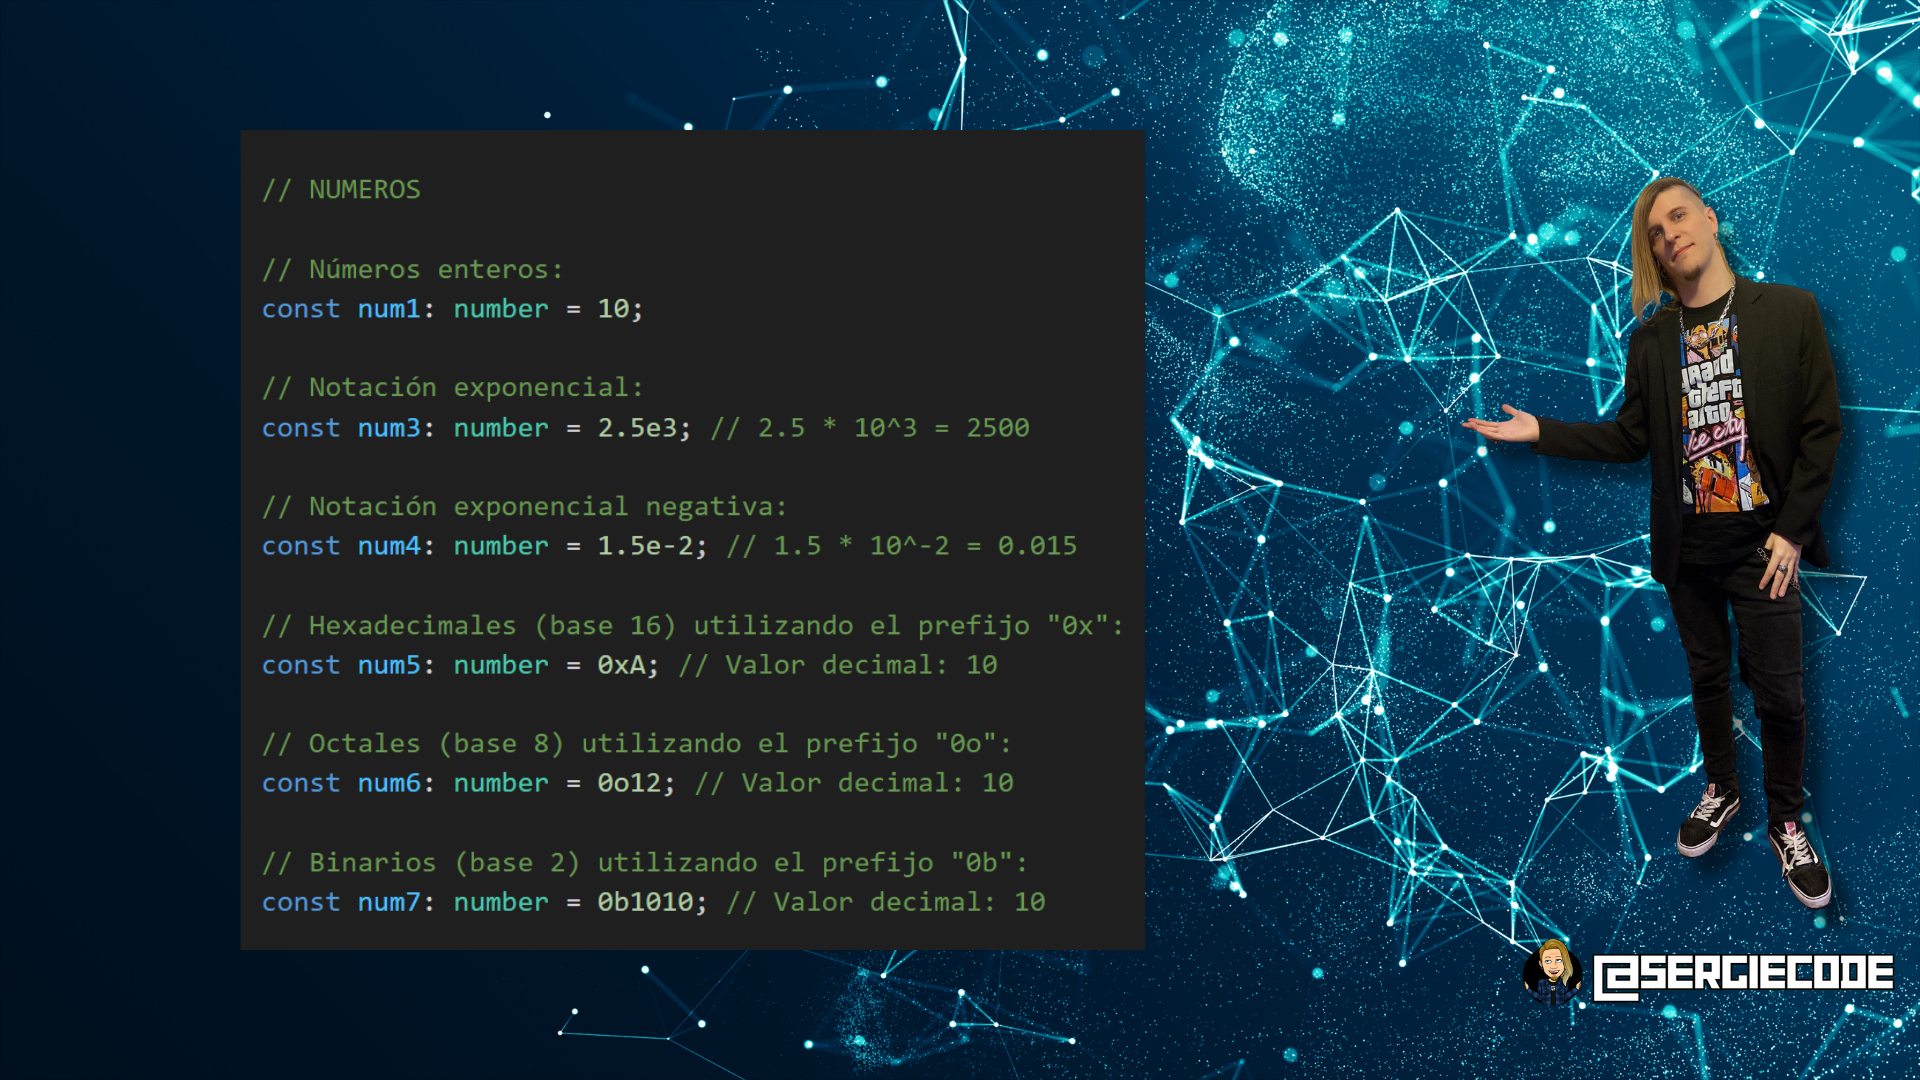 // NUMEROS
// Números enteros:
const num1: number = 10;
// Notación exponencial:
const num3: number = 2.5e3; // 2.5 * 10^3 = 2500
// Notación exponencial negativa:
const num4: number = 1.5e-2; // 1.5 * 10^-2 = 0.015
// Hexadecimales (base 16) utilizando el prefijo "0x":
const num5: number = 0xA; // Valor decimal: 10
// Octales (base 8) utilizando el prefijo "0o":
const num6: number = 0o12; // Valor decimal: 10
// Binarios (base 2) utilizando el prefijo "0b":
const num7: number = 0b1010; // Valor decimal: 10
theft
auto
@SERGIECODE